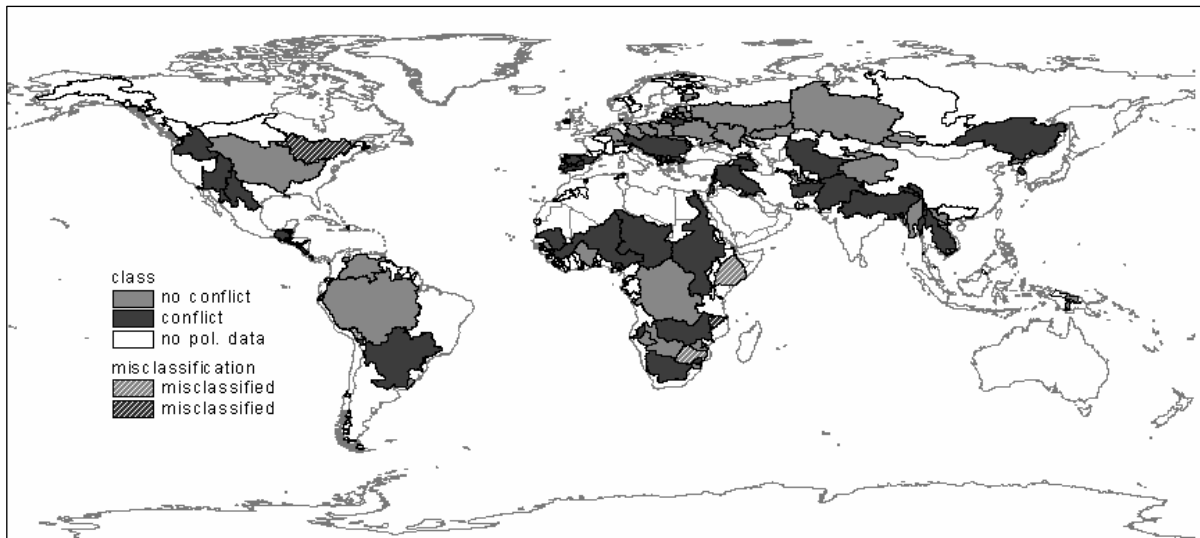 class
no conflict
conflict
no pol. data
misclassification
misclassified
misclassified